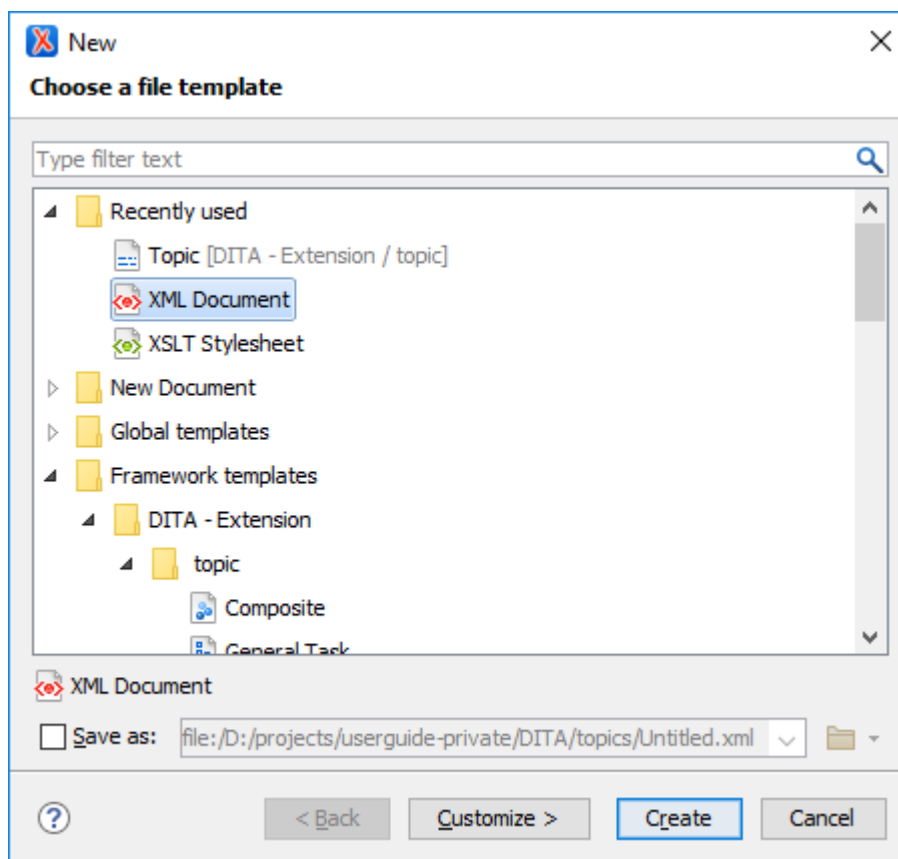 New
Choose a file template
Type filter text
Recently used
Topic [DITA - Extension / topic]
XML Document
XSLT Stylesheet
New Document
Global templates
Framework templates
DITA - Extension
topic
Composite
General Task
XML Document
Save as: file:/D:/projects/userguide-private/DITA/topics/Untitled.xml
? < Back Customize > Create Cancel